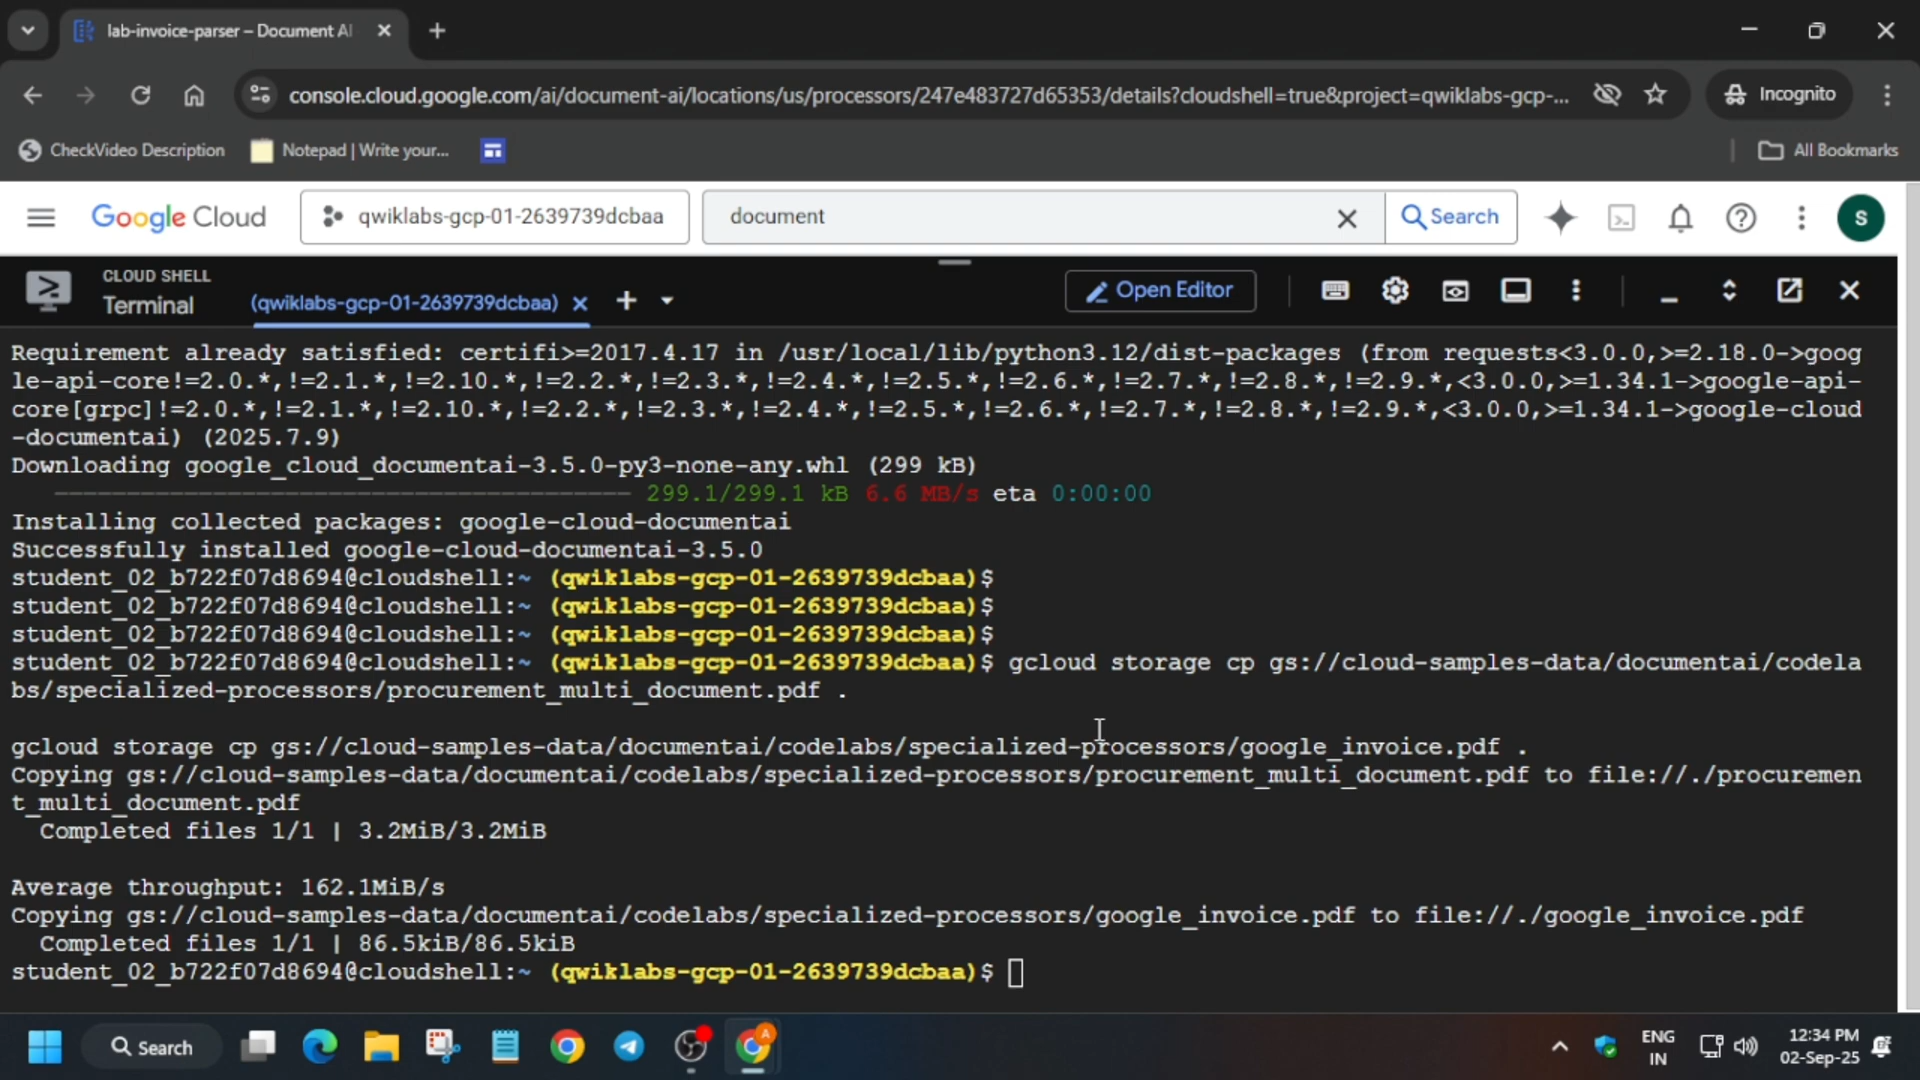 lab-invoice-parser – Document AI
console.cloud.google.com/ai/document-ai/locations/us/processors/247e483727d65353/details?cloudshell=true&project=qwiklabs-gcp-...
Incognito
CheckVideo Description
Notepad | Write your...
All Bookmarks
Google Cloud
qwiklabs-gcp-01-2639739dcbaa
document
Search
S
CLOUD SHELL
Terminal
(qwiklabs-gcp-01-2639739dcbaa)
Open Editor
Requirement already satisfied: certifi>=2017.4.17 in /usr/local/lib/python3.12/dist-packages (from requests<3.0.0,>=2.18.0->goog
le-api-core!=2.0.*,!=2.1.*,!=2.10.*,!=2.2.*,!=2.3.*,!=2.4.*,!=2.5.*,!=2.6.*,!=2.7.*,!=2.8.*,!=2.9.*,<3.0.0,>=1.34.1->google-api-
core[grpc]!=2.0.*,!=2.1.*,!=2.10.*,!=2.2.*,!=2.3.*,!=2.4.*,!=2.5.*,!=2.6.*,!=2.7.*,!=2.8.*,!=2.9.*,<3.0.0,>=1.34.1->google-cloud
-documentai) (2025.7.9)
Downloading google_cloud_documentai-3.5.0-py3-none-any.whl (299 kB)
299.1/299.1 kB 6.6 MB/s eta 0:00:00
Installing collected packages: google-cloud-documentai
Successfully installed google-cloud-documentai-3.5.0
student_02_b722f07d8694@cloudshell:~ (qwiklabs-gcp-01-2639739dcbaa)$
student_02_b722f07d8694@cloudshell:~ (qwiklabs-gcp-01-2639739dcbaa)$
student_02_b722f07d8694@cloudshell:~ (qwiklabs-gcp-01-2639739dcbaa)$
student_02_b722f07d8694@cloudshell:~ (qwiklabs-gcp-01-2639739dcbaa)$ gcloud storage cp gs://cloud-samples-data/documentai/codela
bs/specialized-processors/procurement_multi_document.pdf .
gcloud storage cp gs://cloud-samples-data/documentai/codelabs/specialized-processors/google_invoice.pdf .
Copying gs://cloud-samples-data/documentai/codelabs/specialized-processors/procurement_multi_document.pdf to file://./procuremen
t_multi_document.pdf
Completed files 1/1 | 3.2MiB/3.2MiB
Average throughput: 162.1MiB/s
Copying gs://cloud-samples-data/documentai/codelabs/specialized-processors/google_invoice.pdf to file://./google_invoice.pdf
Completed files 1/1 | 86.5kiB/86.5kiB
student_02_b722f07d8694@cloudshell:~ (qwiklabs-gcp-01-2639739dcbaa)$
Search
A
ENG
IN
12:34 PM
02-Sep-25